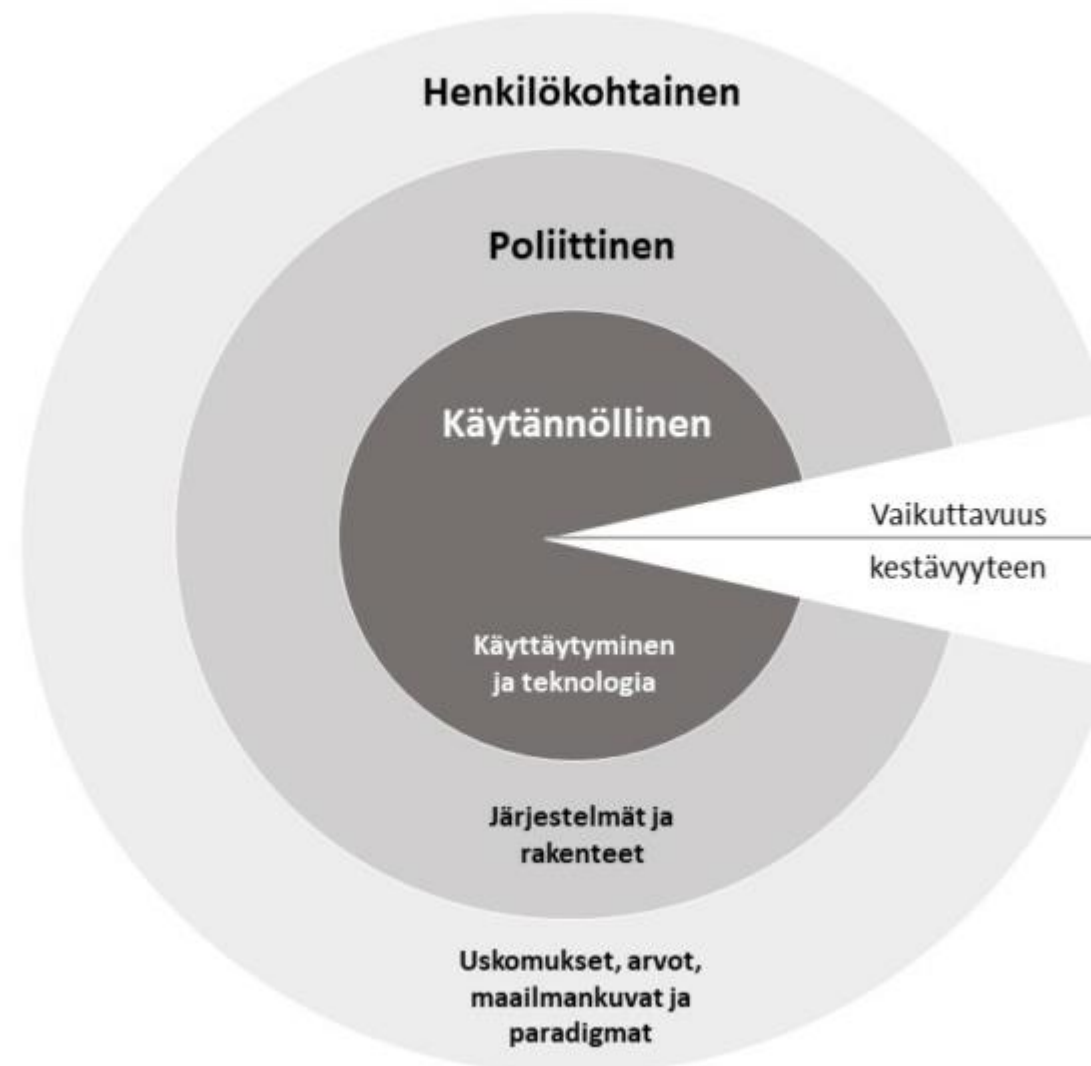 Henkilökohtainen
Poliittinen
Käytännöllinen
Vaikuttavuus
kestävyyteen
Käyttäytyminen
ja teknologia
Järjestelmät ja
rakenteet
Uskomukset, arvot,
maailmankuvat ja
paradigmat